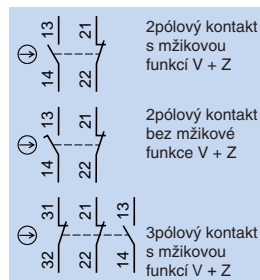 13 21
14 22
2pólový kontakt
s mžikovou
funkcí V + Z
13 21
14 22
2pólový kontakt
bez mžikové
funkce V + Z
31 21 13
32 22 14
3pólový kontakt
s mžikovou
funkcí V + Z